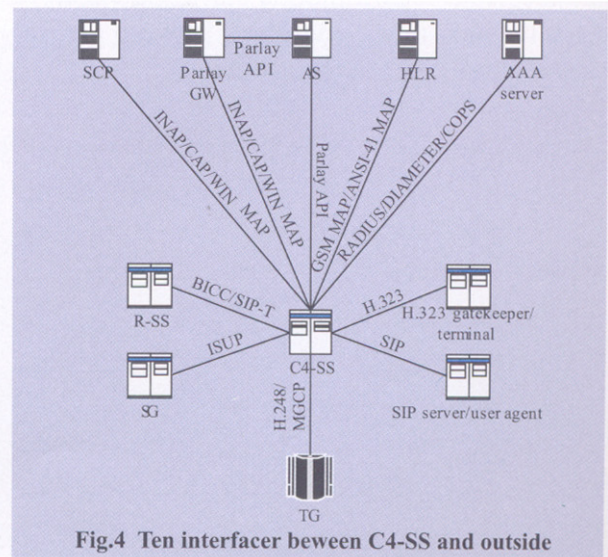 Parlay
API
SCP
Parlay
GW
AS
HLR
AAA
server
INAP/CAP/WIN MAP
INAP/CAP/WIN MAP
Parlay API
GSM MAP/ANSI-41 MAP
RADIUS/DIAMETER/COPS
BICC/SIP-T
R-SS
H.323
H.323 gatekeeper/
terminal
ISUP
C4-SS
SIP
SG
H.248/
MGCP
SIP server/user agent
TG
Fig.4 Ten interfacer beween C4-SS and outside